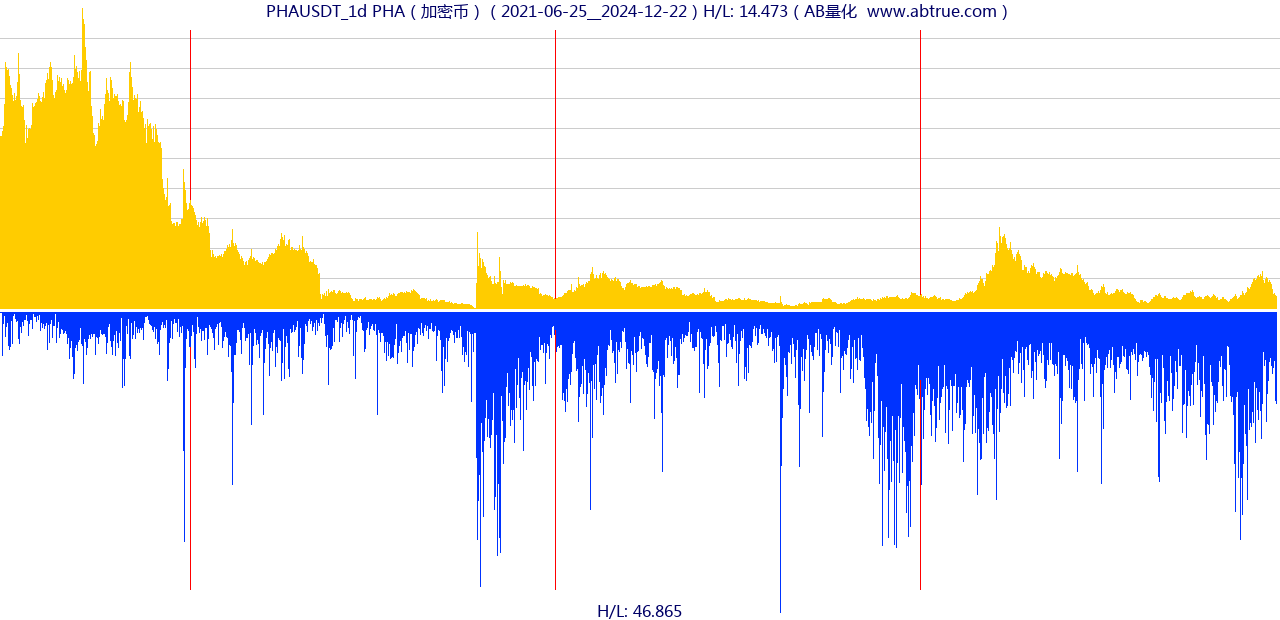 PHAUSDT_1d PHA ( 加密币 ) ( 2021-06-25__2024-12-22 ) H/L: 14.473 ( AB量化 www.abtrue.com )
H/L: 46.865